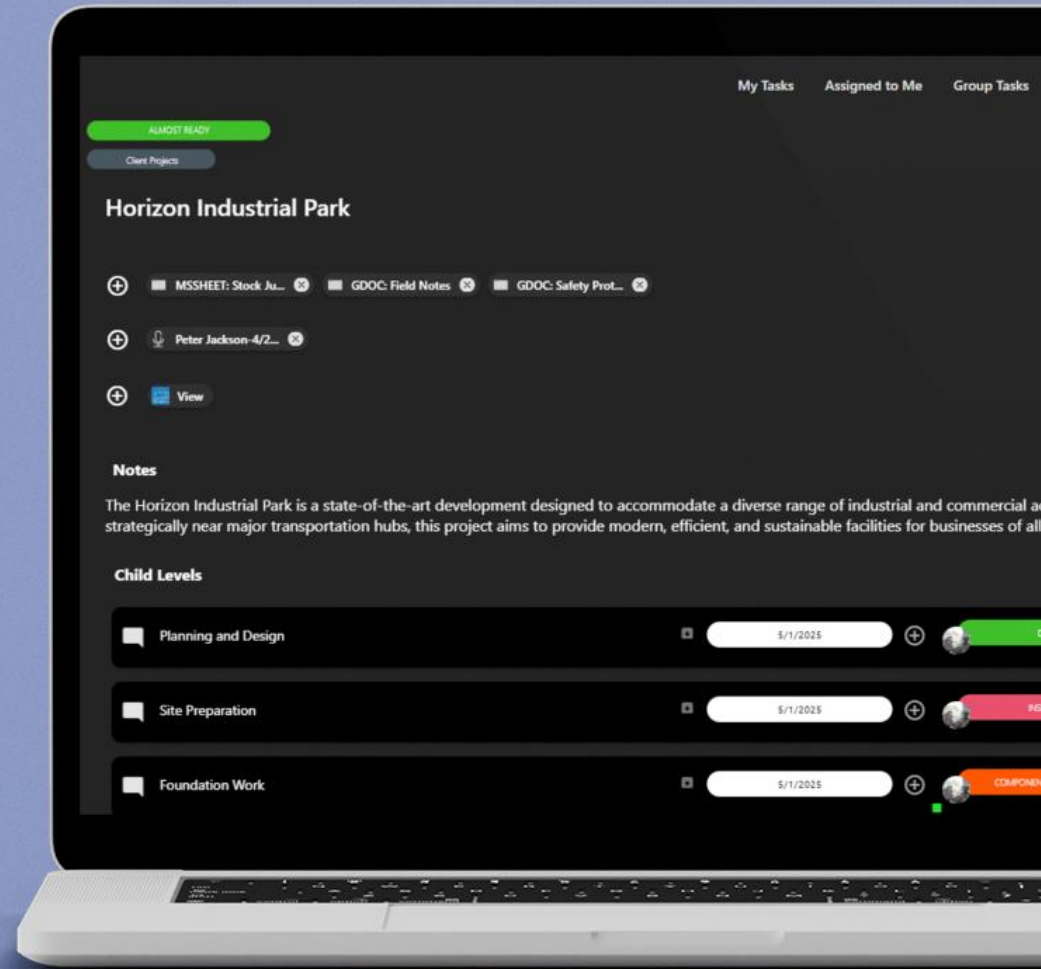 My Tasks Assigned to Me Group Tasks
ALMOST READY
Client Projects
Horizon Industrial Park
MSSHEET: Stock Ju... GDOC: Field Notes GDOC: Safety Prot...
Peter Jackson-4/2...
View
Notes
The Horizon Industrial Park is a state-of-the-art development designed to accommodate a diverse range of industrial and commercial
strategically near major transportation hubs, this project aims to provide modern, efficient, and sustainable facilities for businesses of all
Child Levels
Planning and Design 5/1/2025
Site Preparation 5/1/2025
Foundation Work 5/1/2025